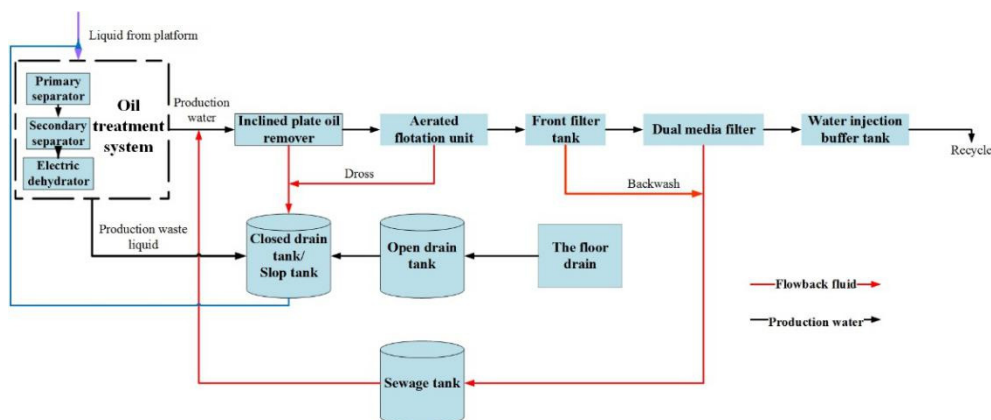 Liquid from platform
Primary
separator
Secondary
separator
Electric
dehydrator
Oil
treatment
system
Production
water
Inclined plate oil
remover
Aerated
flotation unit
Front filter
tank
Dual media filter
Water injection
buffer tank
Recycle
Dross
Backwash
Production waste
liquid
Closed drain
tank/
Slop tank
Open drain
tank
The floor
drain
Flowback fluid
Production water
Sewage tank